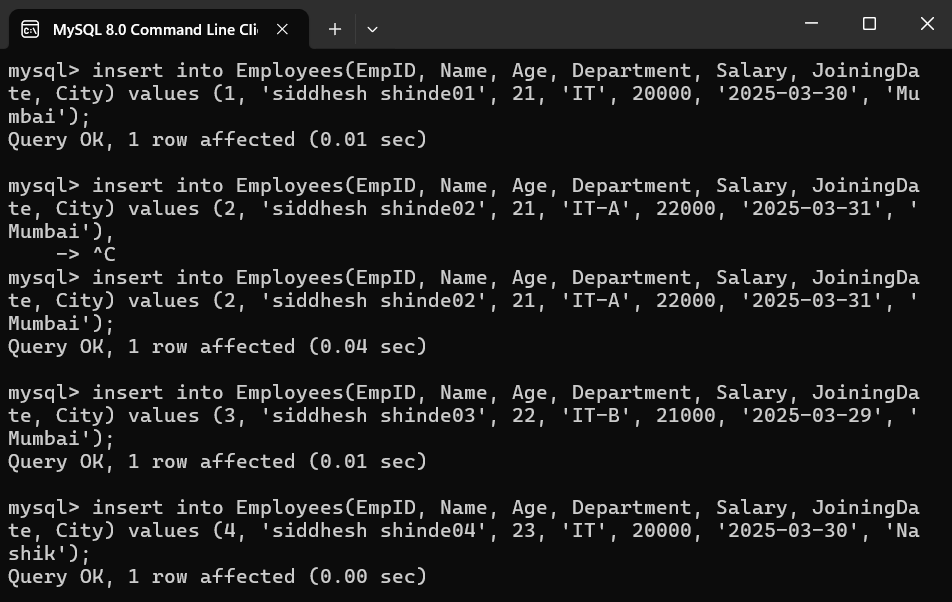 MySQL 8.0 Command Line Cli
mysql> insert into Employees(EmpID, Name, Age, Department, Salary, JoiningDa
te, City) values (1, 'siddhesh shinde01', 21, 'IT', 20000, '2025-03-30', 'Mu
mbai');
Query OK, 1 row affected (0.01 sec)
mysql> insert into Employees(EmpID, Name, Age, Department, Salary, JoiningDa
te, City) values (2, 'siddhesh shinde02', 21, 'IT-A', 22000, '2025-03-31', '
Mumbai'),
    -> ^C
mysql> insert into Employees(EmpID, Name, Age, Department, Salary, JoiningDa
te, City) values (2, 'siddhesh shinde02', 21, 'IT-A', 22000, '2025-03-31', '
Mumbai');
Query OK, 1 row affected (0.04 sec)
mysql> insert into Employees(EmpID, Name, Age, Department, Salary, JoiningDa
te, City) values (3, 'siddhesh shinde03', 22, 'IT-B', 21000, '2025-03-29', '
Mumbai');
Query OK, 1 row affected (0.01 sec)
mysql> insert into Employees(EmpID, Name, Age, Department, Salary, JoiningDa
te, City) values (4, 'siddhesh shinde04', 23, 'IT', 20000, '2025-03-30', 'Na
shik');
Query OK, 1 row affected (0.00 sec)